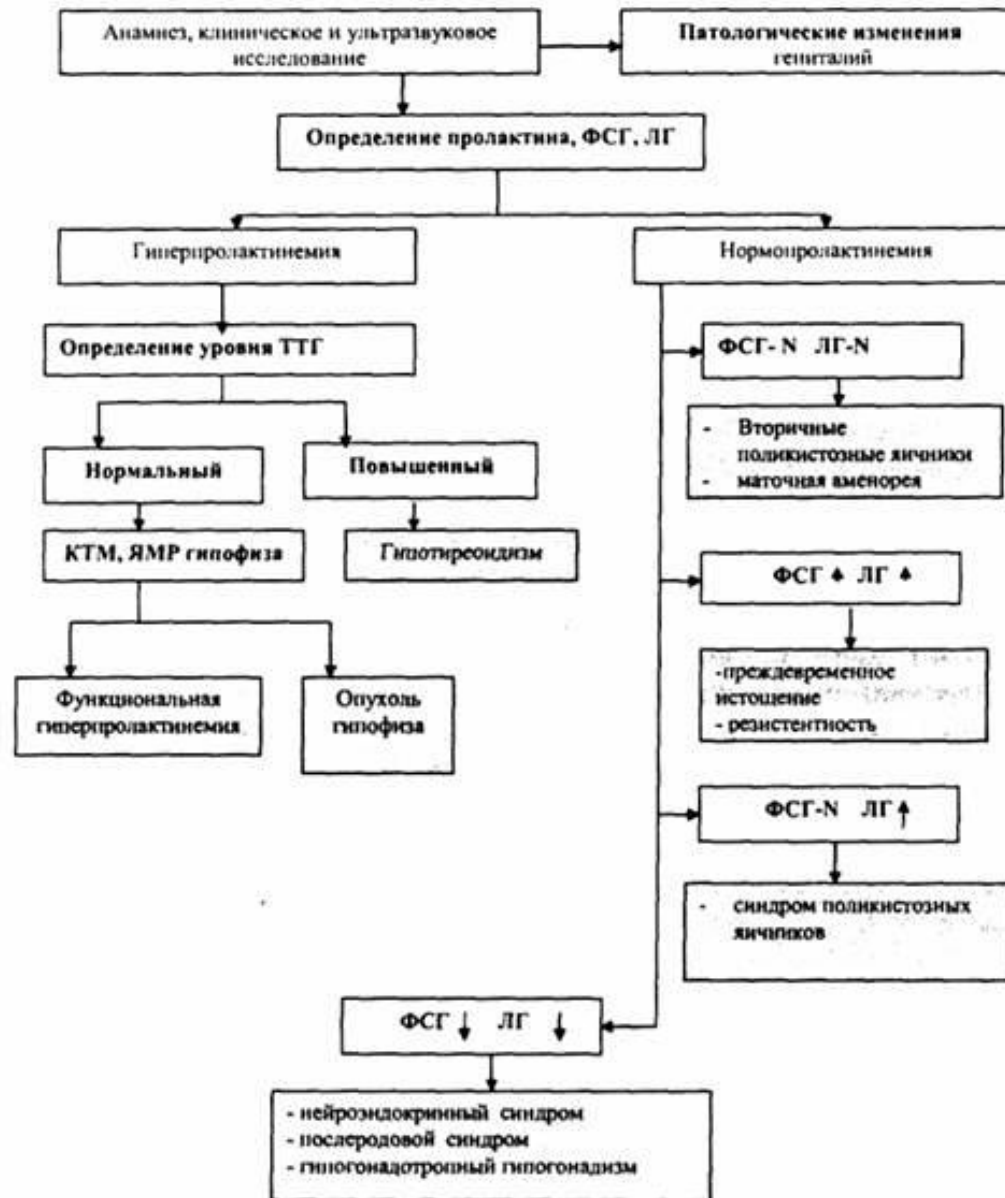 Анамнез, клиническое и ультразвуковое
исследование
Патологические изменения
гениталий
Определение пролактина, ФСГ, ЛГ
Гиперпролактинемия
Нормопролактинемия
Определение уровня ТТГ
ФСГ- N ЛГ-N
- Вторичные
поликистозные яичники
- маточная аменорея
Нормальный
Повышенный
КТМ, ЯМР гипофиза
Гипотиреоидизм
ФСГ ↑ ЛГ ↑
-преждевременное
истощение
- резистентность
Функциональная
гиперпролактинемия
Опухоль
гипофиза
ФСГ-N ЛГ↑
- синдром поликистозных
яичников
ФСГ ↓ ЛГ ↓
- нейроэндокринный синдром
- послеродовой синдром
- гипогонадотропный гипогонадизм